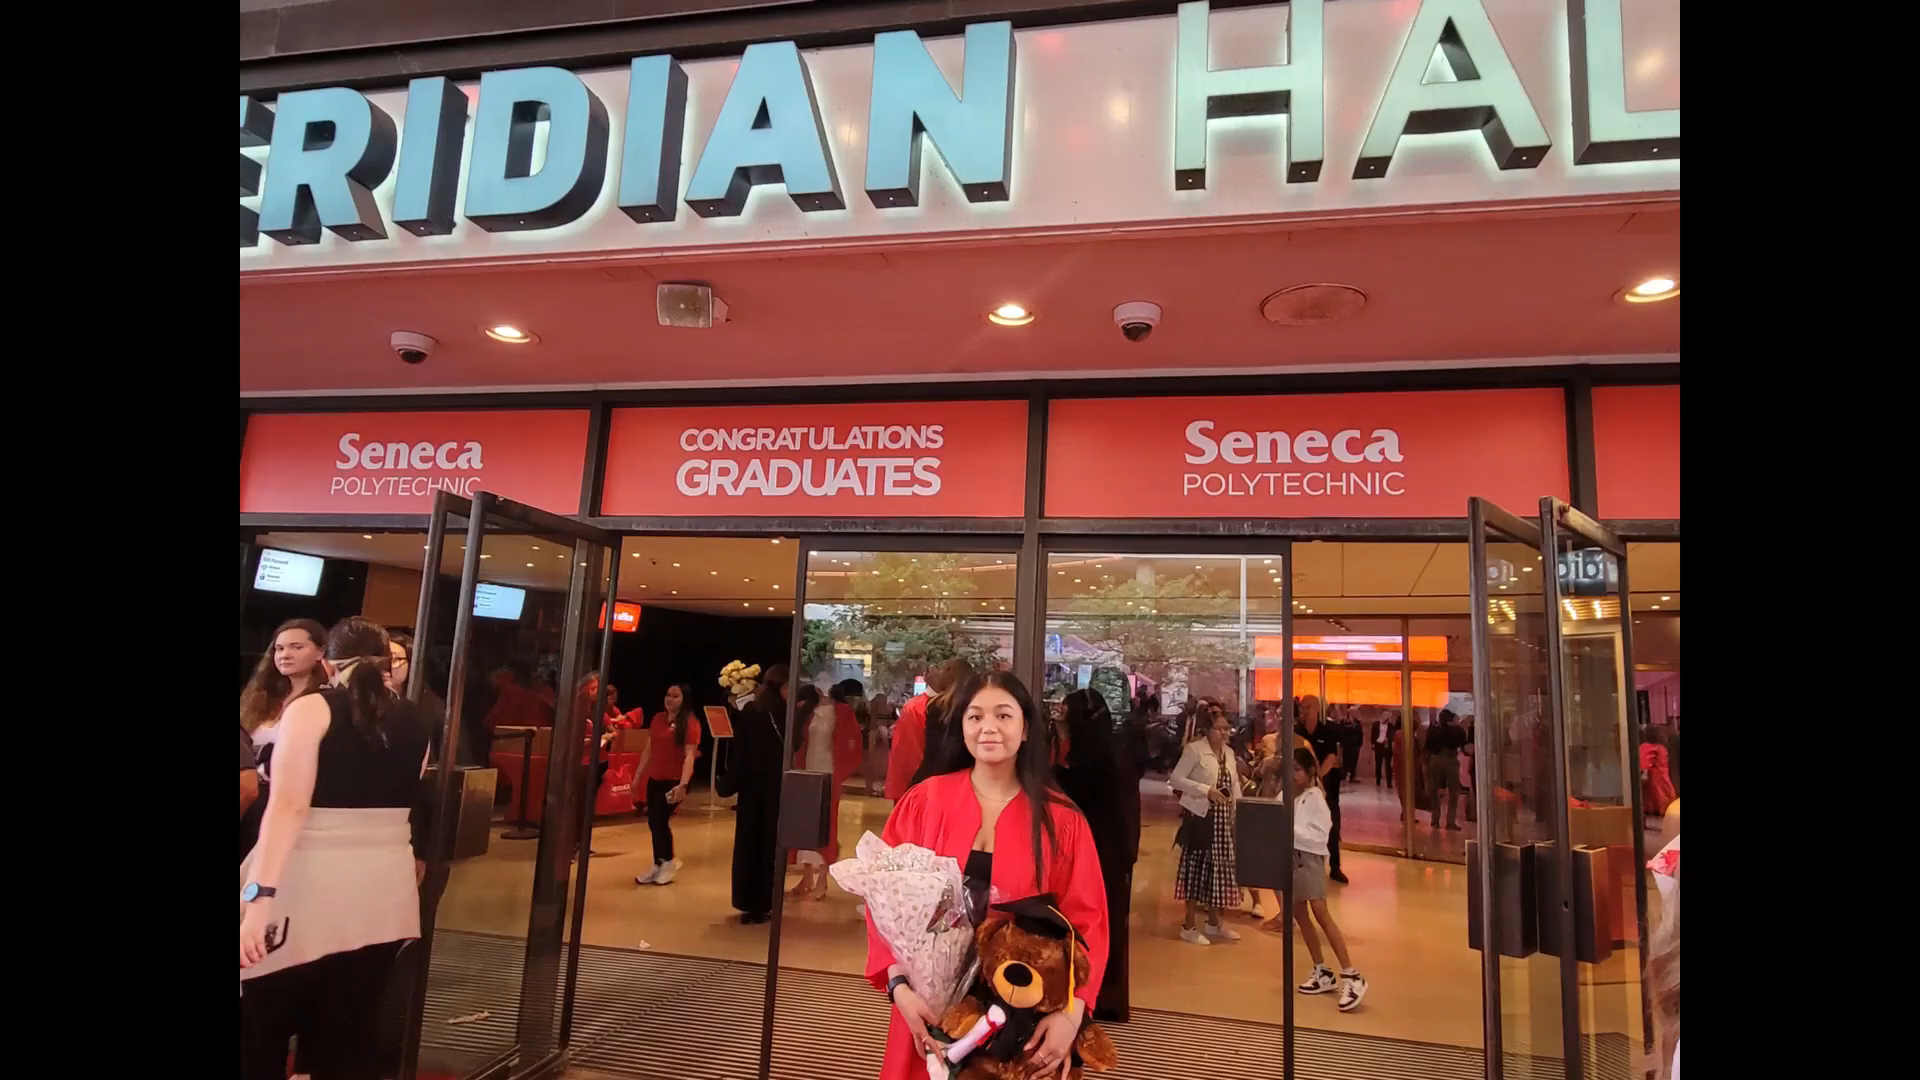 ERIDIAN HAL
Seneca
POLYTECHNIC
CONGRATULATIONS
GRADUATES
Seneca
POLYTECHNIC